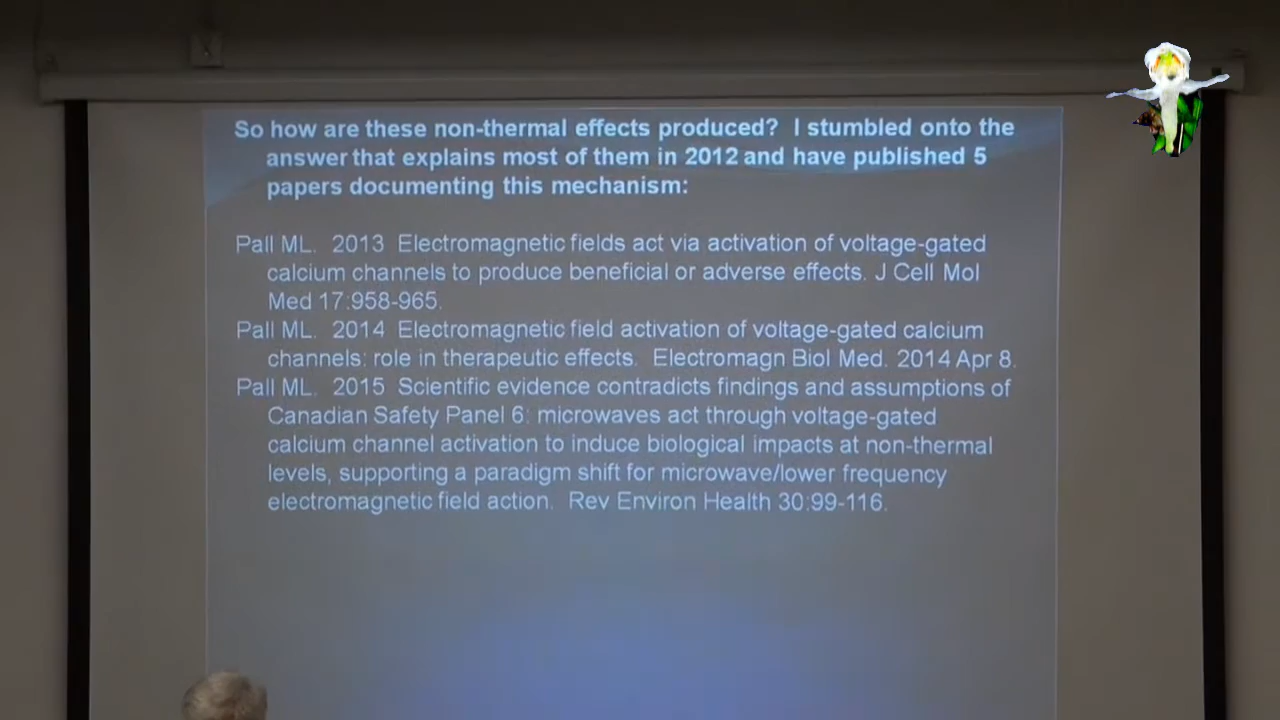 So how are these non-thermal effects produced? I stumbled onto the
answer that explains most of them in 2012 and have published 5
papers documenting this mechanism:
Pall ML. 2013 Electromagnetic fields act via activation of voltage-gated
calcium channels to produce beneficial or adverse effects. J Cell Mol
Med 17:958-965.
Pall ML. 2014 Electromagnetic field activation of voltage-gated calcium
channels: role in therapeutic effects. Electromagn Biol Med. 2014 Apr 8.
Pall ML. 2015 Scientific evidence contradicts findings and assumptions of
Canadian Safety Panel 6: microwaves act through voltage-gated
calcium channel activation to induce biological impacts at non-thermal
levels, supporting a paradigm shift for microwave/lower frequency
electromagnetic field action. Rev Environ Health 30:99-116.